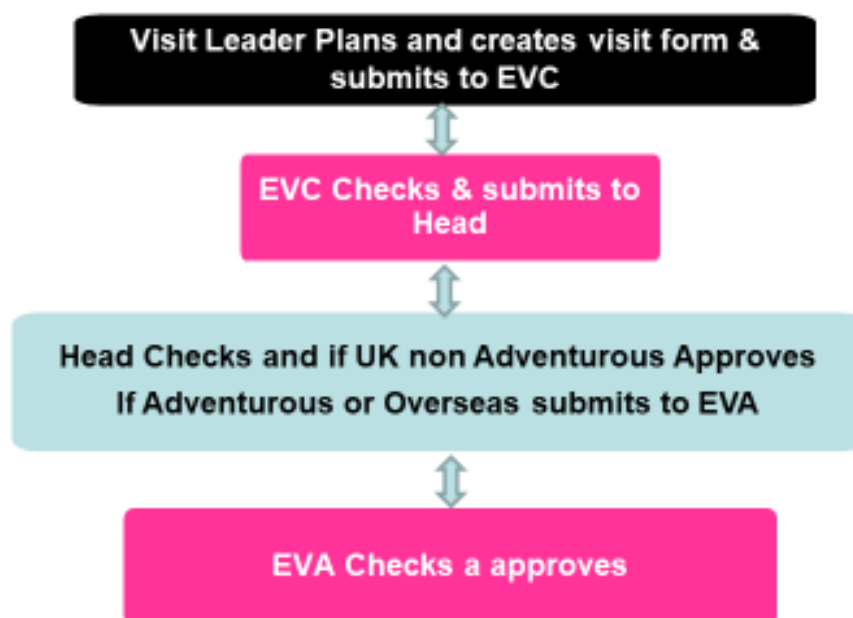 Visit Leader Plans and creates visit form &
submits to EVC
EVC Checks & submits to
Head
Head Checks and if UK non Adventurous Approves
If Adventurous or Overseas submits to EVA
EVA Checks a approves